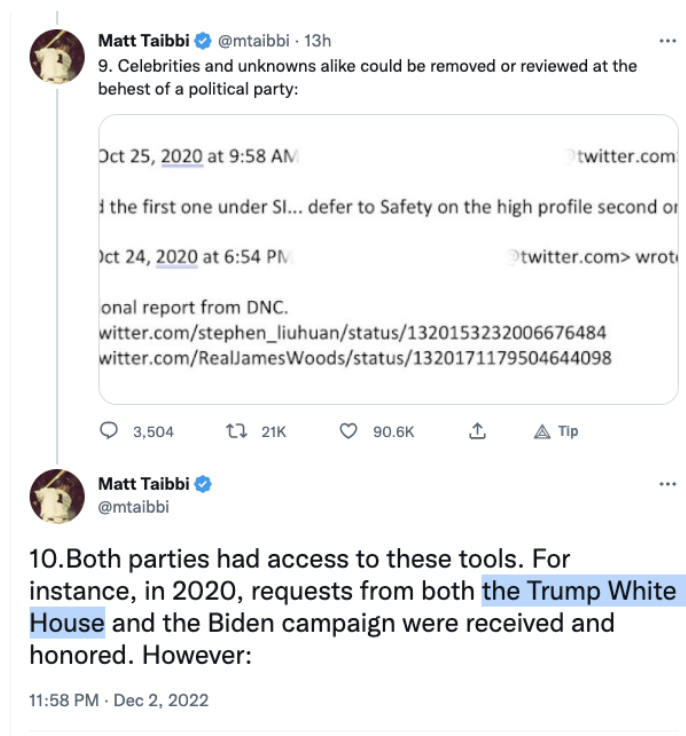 Matt Taibbi @mtaibbi · 13h
9. Celebrities and unknowns alike could be removed or reviewed at the
behest of a political party:
Oct 25, 2020 at 9:58 AM @twitter.com
d the first one under SI... defer to Safety on the high profile second or
Oct 24, 2020 at 6:54 PM @twitter.com> wrote
onal report from DNC.
witter.com/stephen_liuhuan/status/1320153232006676484
witter.com/RealJamesWoods/status/1320171179504644098
3,504 21K 90.6K Tip
Matt Taibbi
@mtaibbi
10.Both parties had access to these tools. For
instance, in 2020, requests from both the Trump White
House and the Biden campaign were received and
honored. However:
11:58 PM · Dec 2, 2022